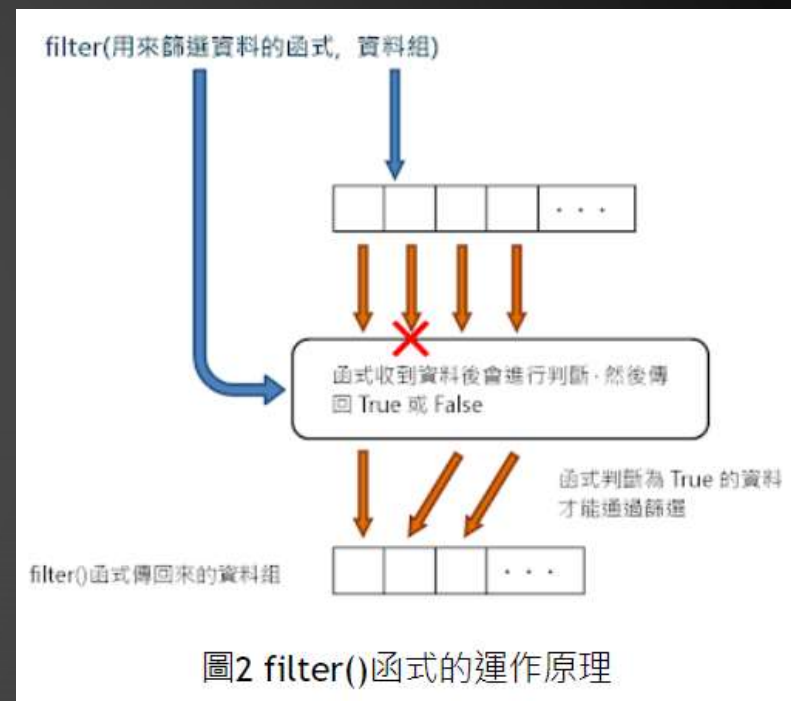 filter(用來篩選資料的函式, 資料組)
· · ·
函式收到資料後會進行判斷，然後傳
回 True 或 False
函式判斷為 True 的資料
才能通過篩選
filter()函式傳回來的資料組
· · ·
圖2 filter()函式的運作原理